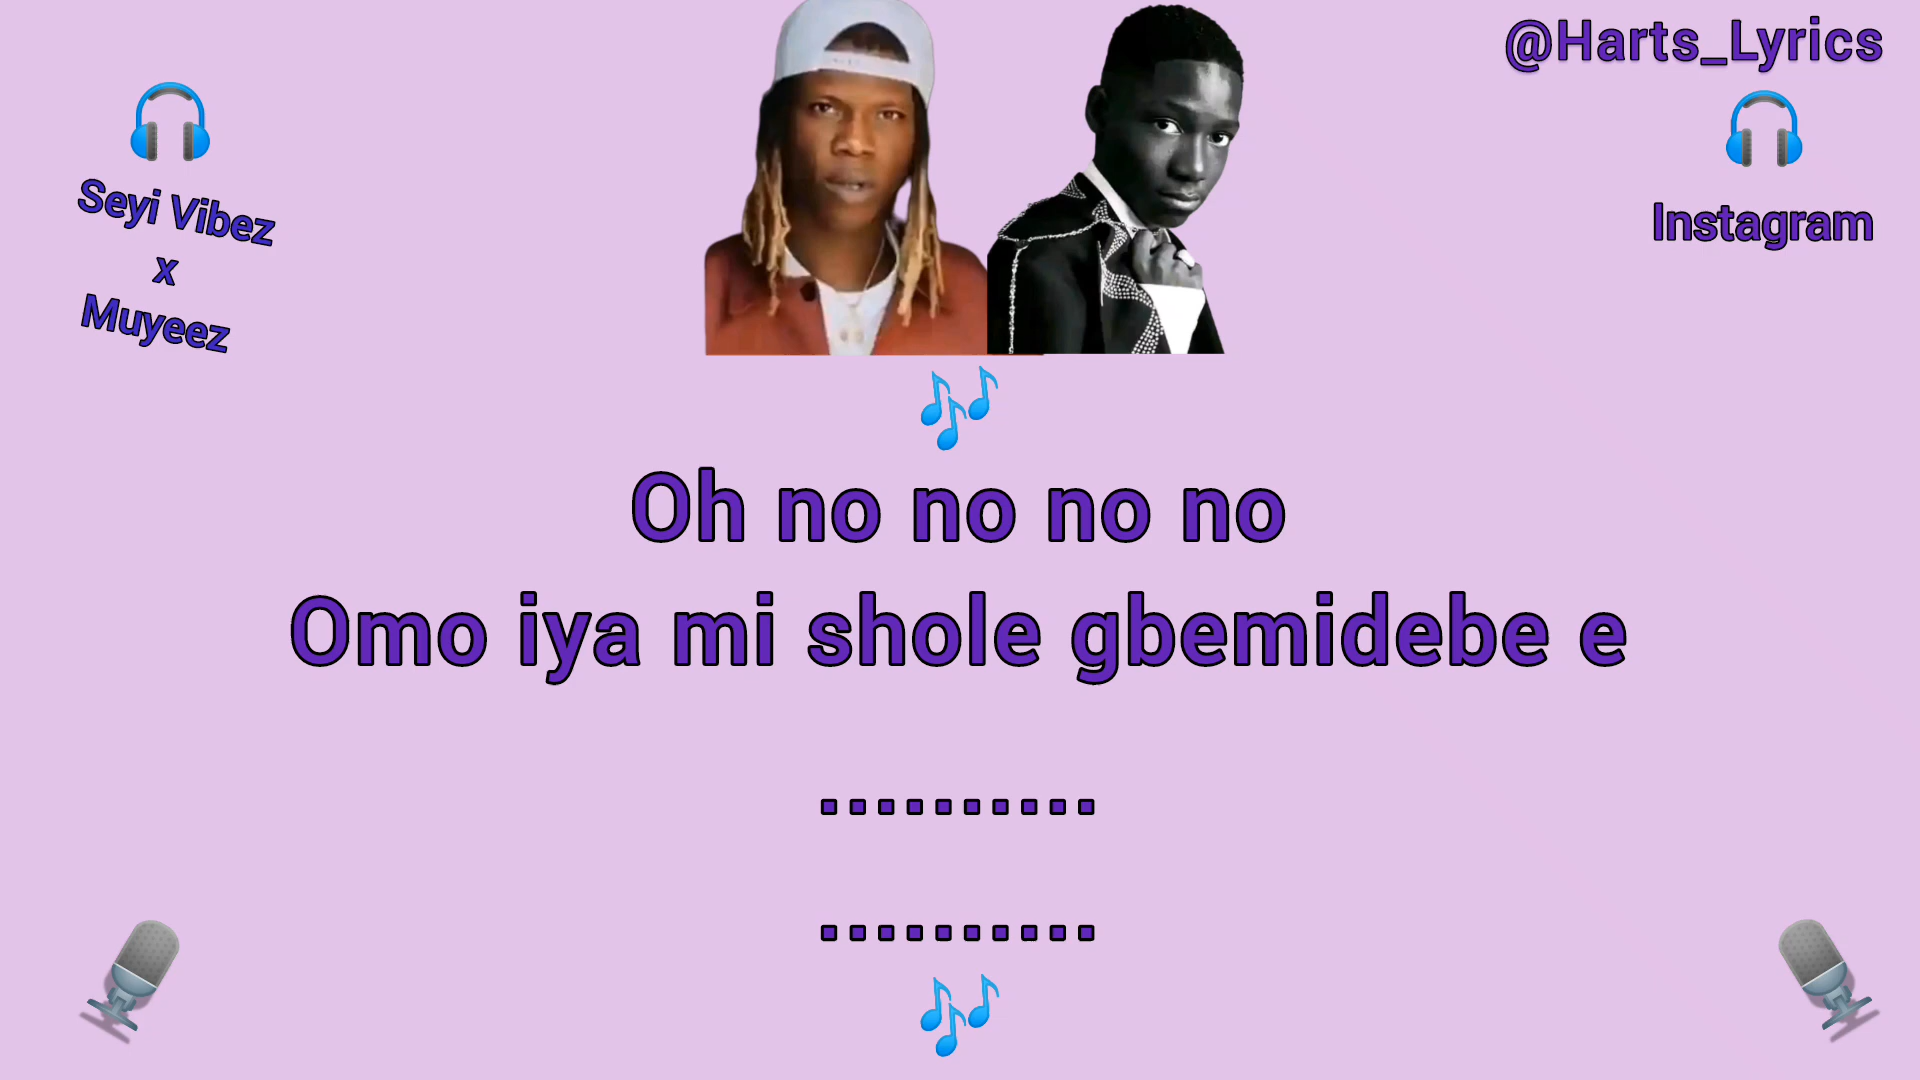 @Harts_Lyrics
Instagram
Seyi Vibez
x
Muyeez
Oh no no no no
Omo iya mi shole gbemidebe e
..........
..........